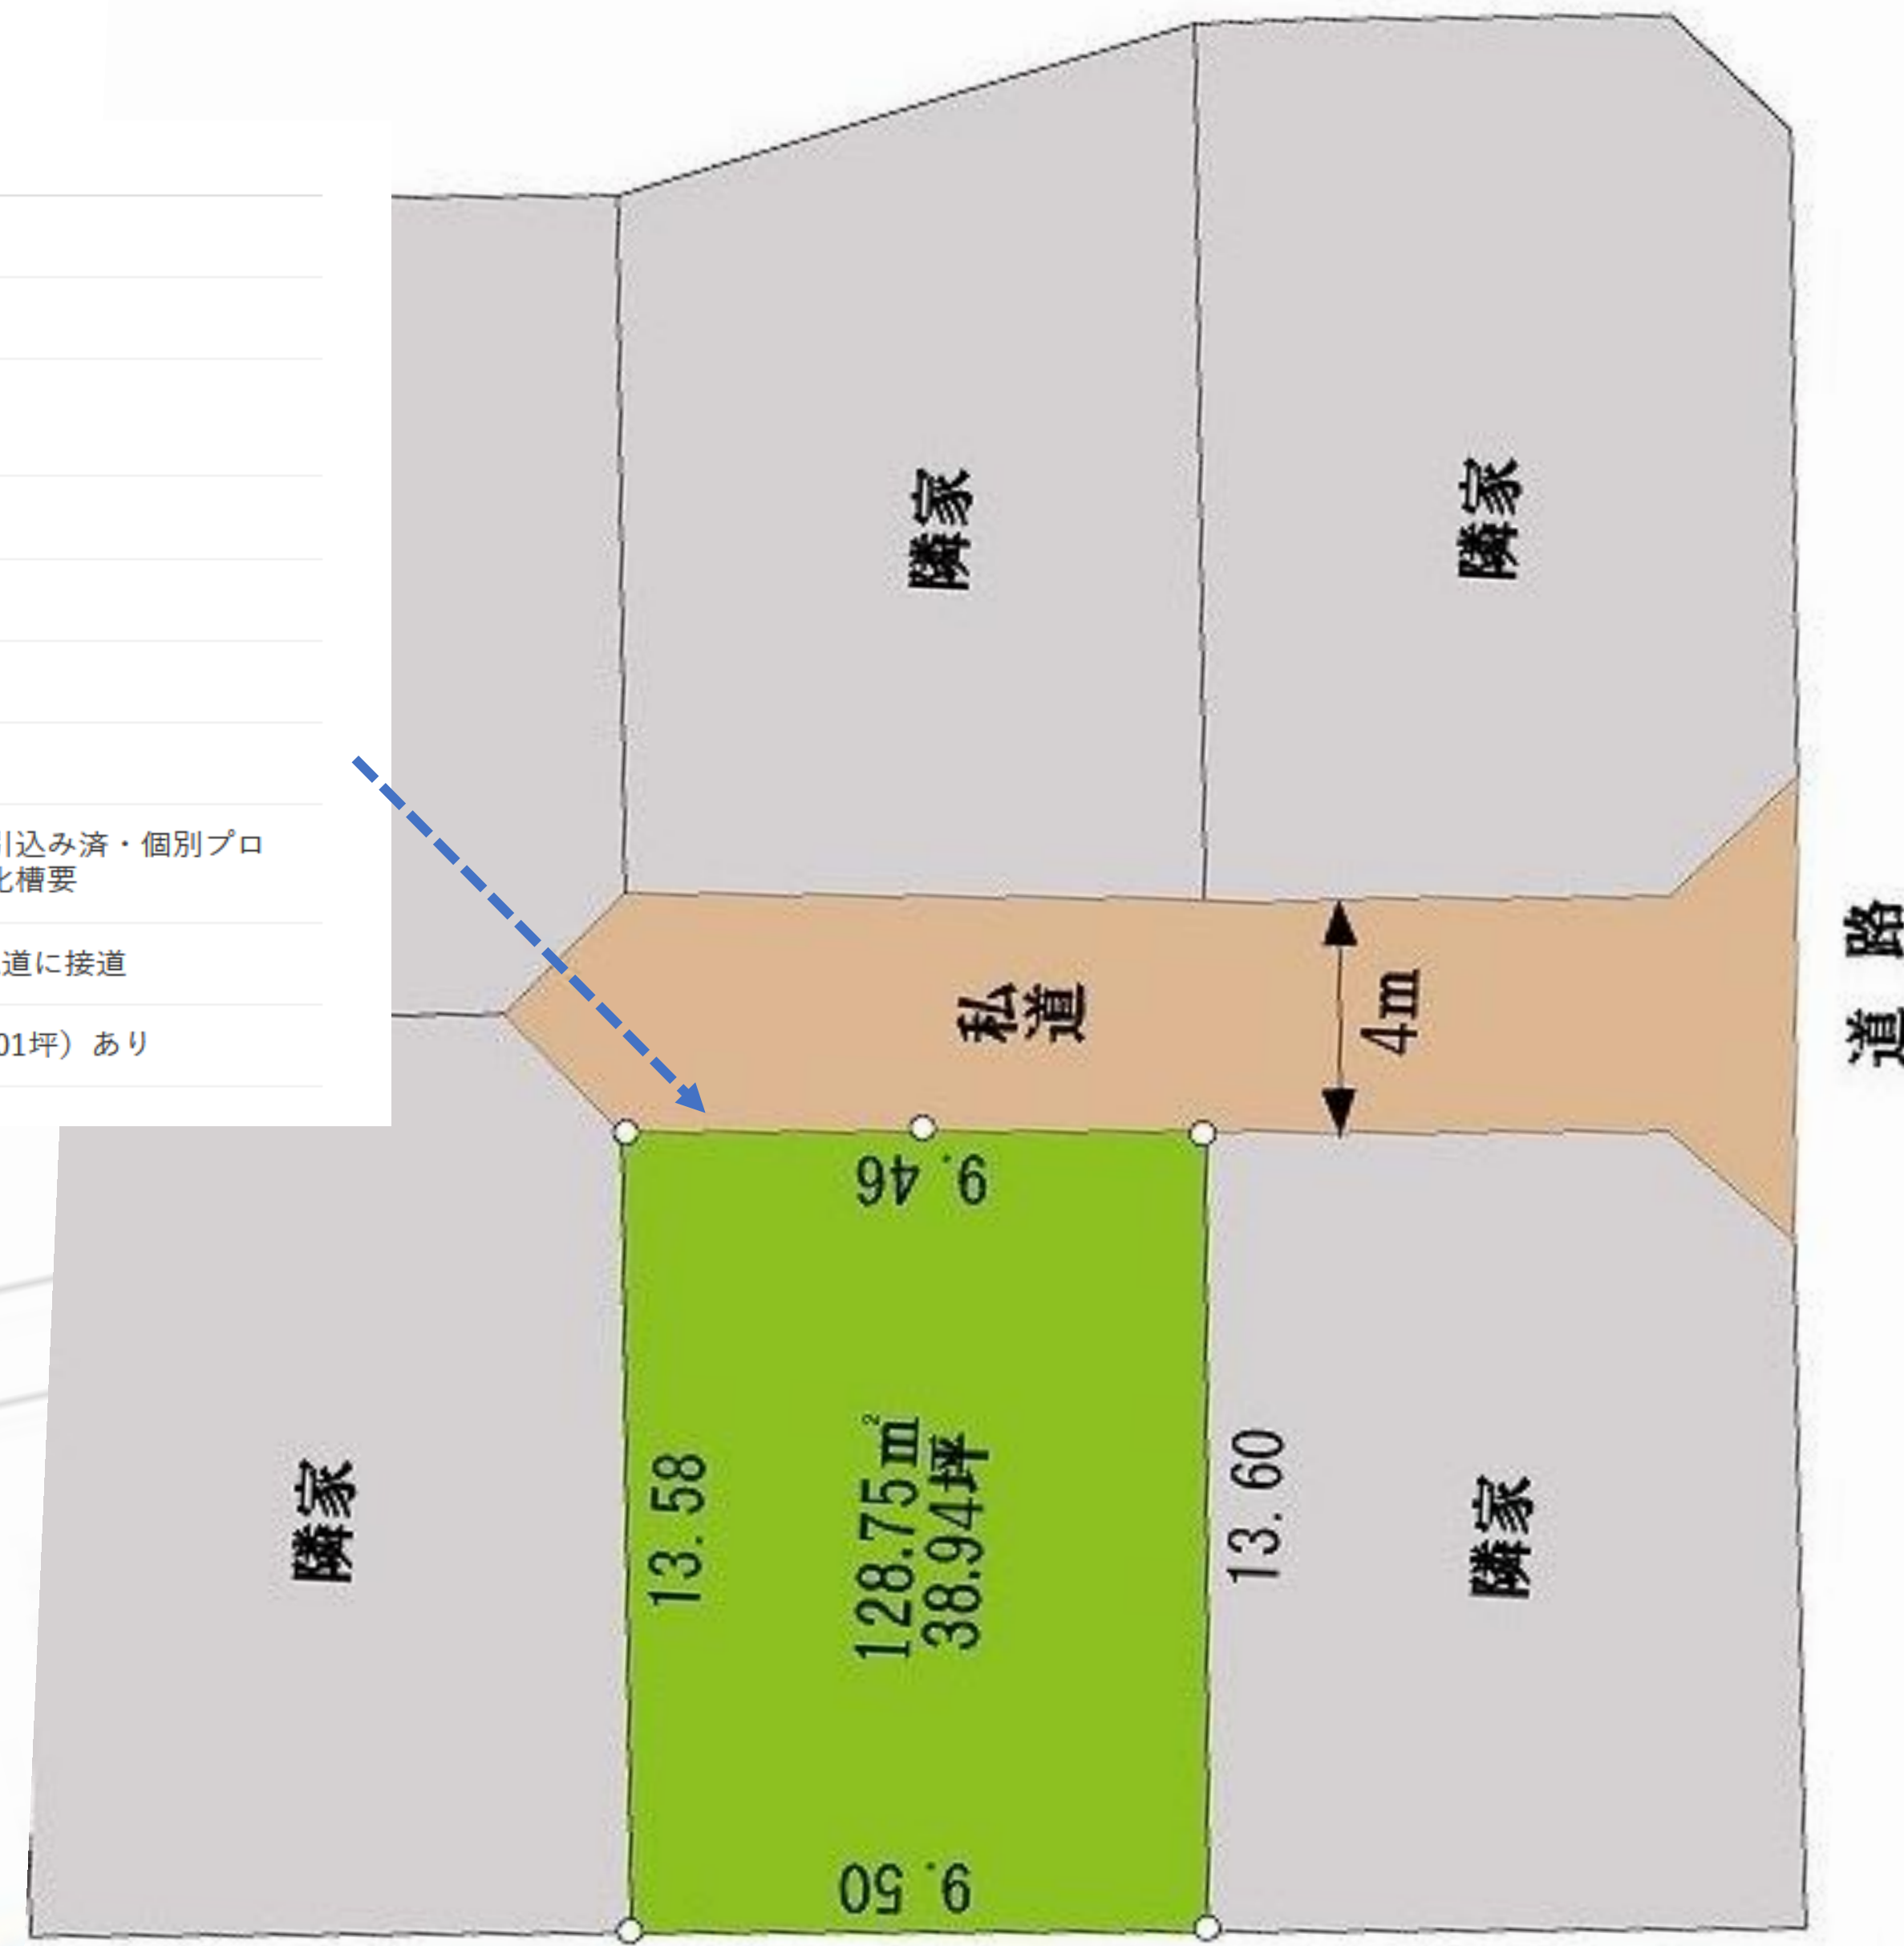 引込み済・個別プロ
化槽要
道に接道
01坪）あり
隣家
隣家
私道
4m
道路
9.46
13.58
128.75m²
38.94坪
13.60
9.50
隣家
隣家